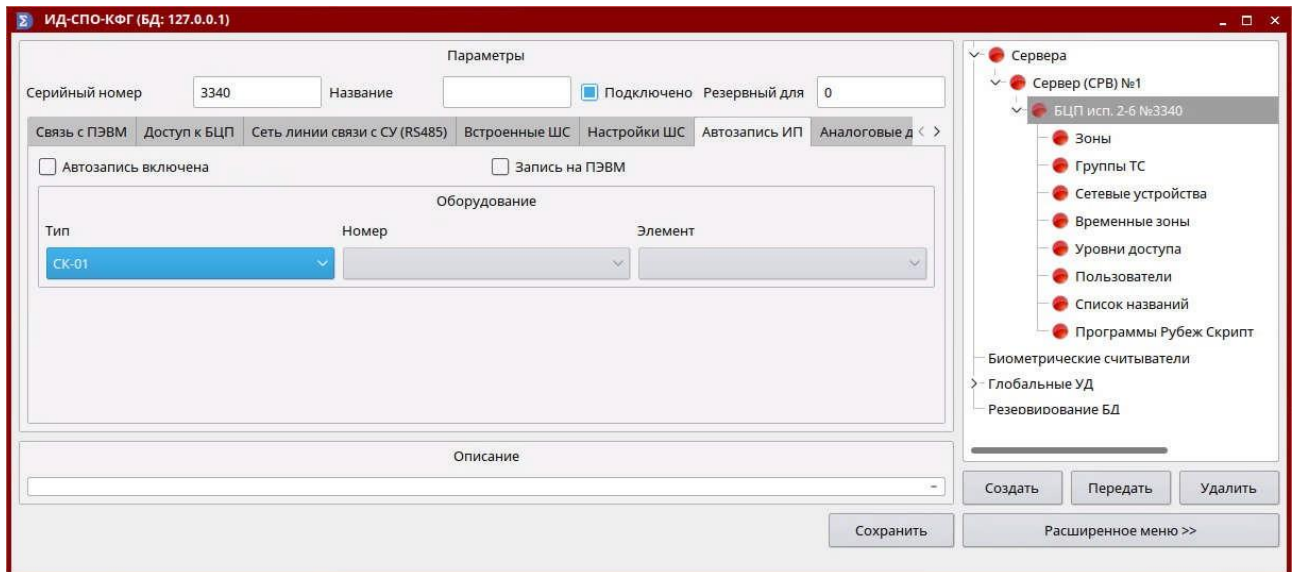 ИД-СПО-КФГ (БД: 127.0.0.1)
Параметры
Серийный номер 3340 Название Подключено Резервный для 0
Связь с ПЭВМ Доступ к БЦП Сеть линии связи с СУ (RS485) Встроенные ШС Настройки ШС Автозапись ИП Аналоговые д
Автозапись включена Запись на ПЭВМ
Оборудование
Тип Номер Элемент
СК-01
Описание
Сохранить
Сервера
Сервер (СРВ) №1
БЦП исп. 2-6 №3340
Зоны
Группы ТС
Сетевые устройства
Временные зоны
Уровни доступа
Пользователи
Список названий
Программы Рубеж Скрипт
Биометрические считыватели
Глобальные УД
Резервирование БД
Создать Передать Удалить
Расширенное меню >>